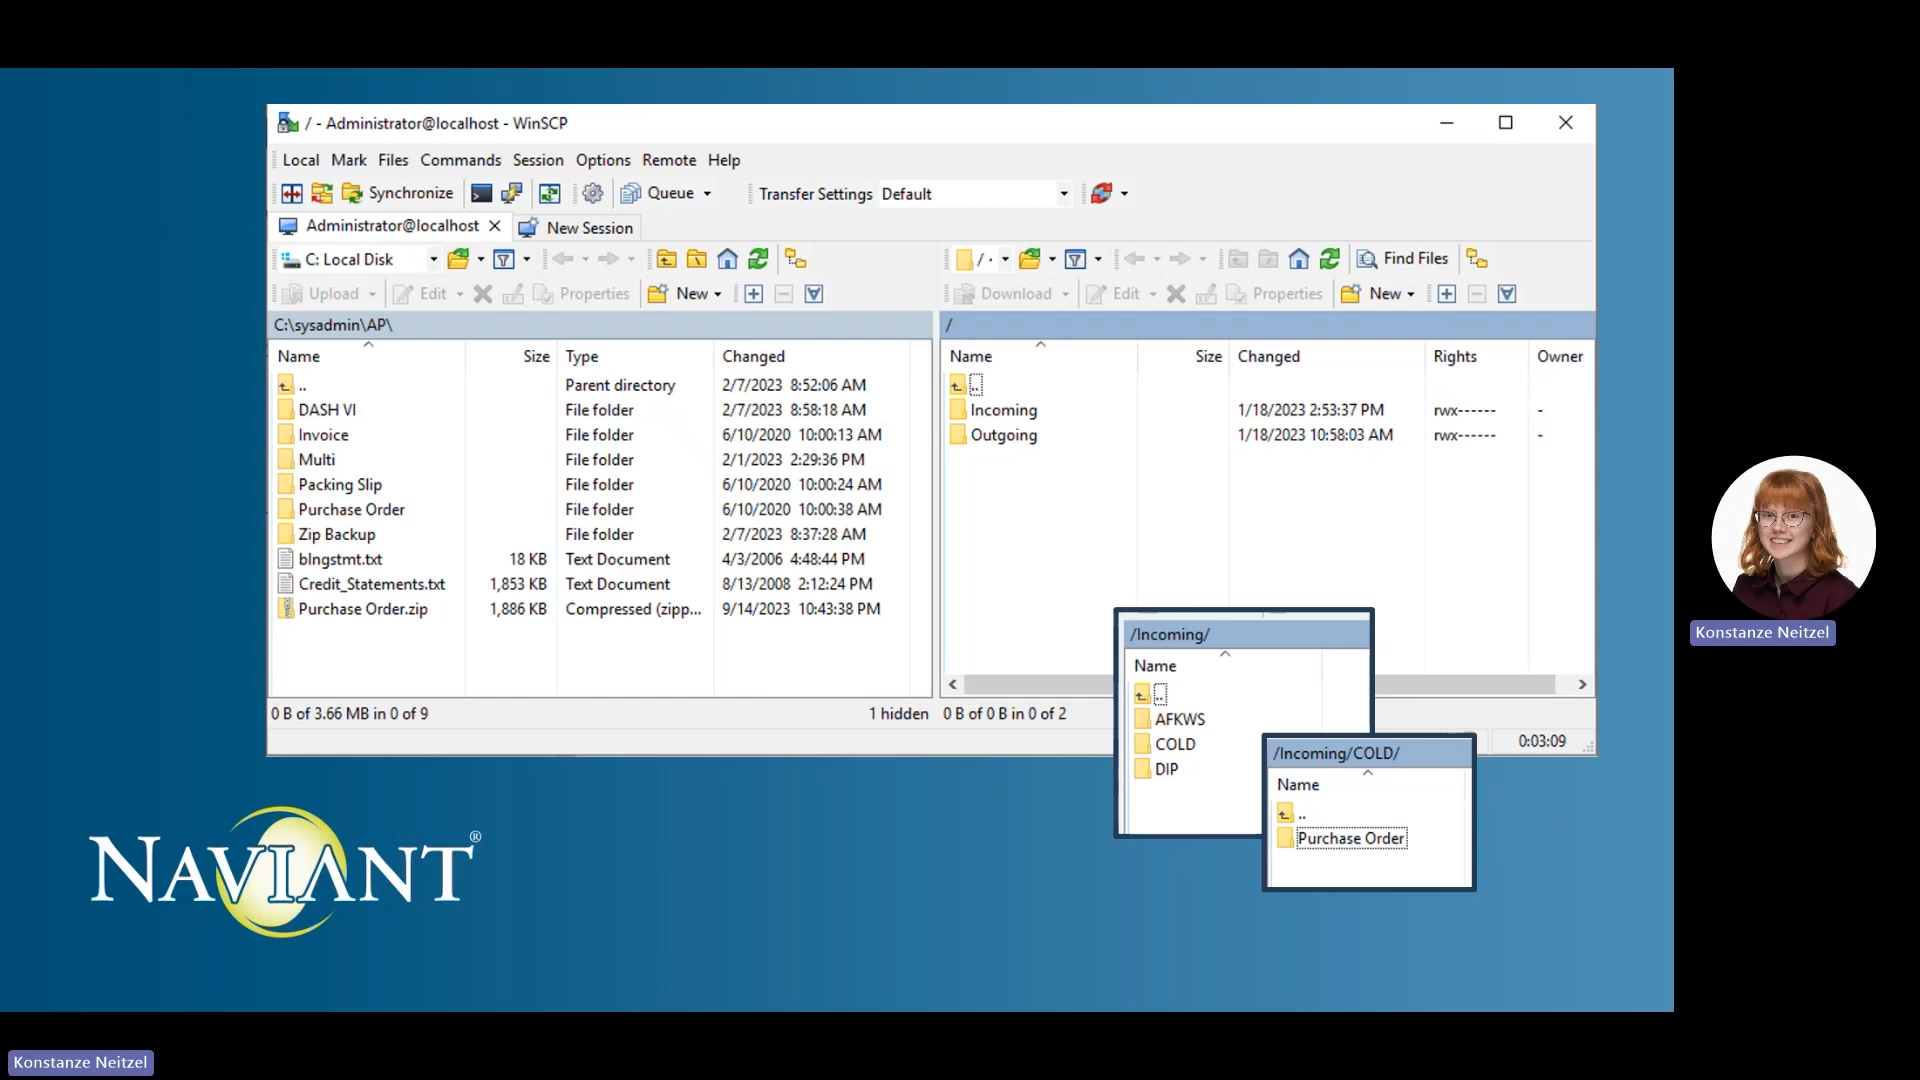 / - Administrator@localhost - WinSCP
Local Mark Files Commands Session Options Remote Help
Synchronize Queue Transfer Settings Default
Administrator@localhost New Session
C: Local Disk / Find Files
Upload Edit Properties New Download Edit Properties New
C:\sysadmin\AP\
Name Size Type Changed
.. Parent directory 2/7/2023 8:52:06 AM
DASH VI File folder 2/7/2023 8:58:18 AM
Invoice File folder 6/10/2020 10:00:13 AM
Multi File folder 2/1/2023 2:29:36 PM
Packing Slip File folder 6/10/2020 10:00:24 AM
Purchase Order File folder 6/10/2020 10:00:38 AM
Zip Backup File folder 2/7/2023 8:37:28 AM
blngstmt.txt 18 KB Text Document 4/3/2006 4:48:44 PM
Credit_Statements.txt 1,853 KB Text Document 8/13/2008 2:12:24 PM
Purchase Order.zip 1,886 KB Compressed (zipp... 9/14/2023 10:43:38 PM
0 B of 3.66 MB in 0 of 9 1 hidden
/
Name Size Changed Rights Owner
..
Incoming 1/18/2023 2:53:37 PM rwx------ -
Outgoing 1/18/2023 10:58:03 AM rwx------ -
0 B of 0 B in 0 of 2
0:03:09
/Incoming/
Name
..
AFKWS
COLD
DIP
/Incoming/COLD/
Name
..
Purchase Order
NAVIANT®
Konstanze Neitzel
Konstanze Neitzel